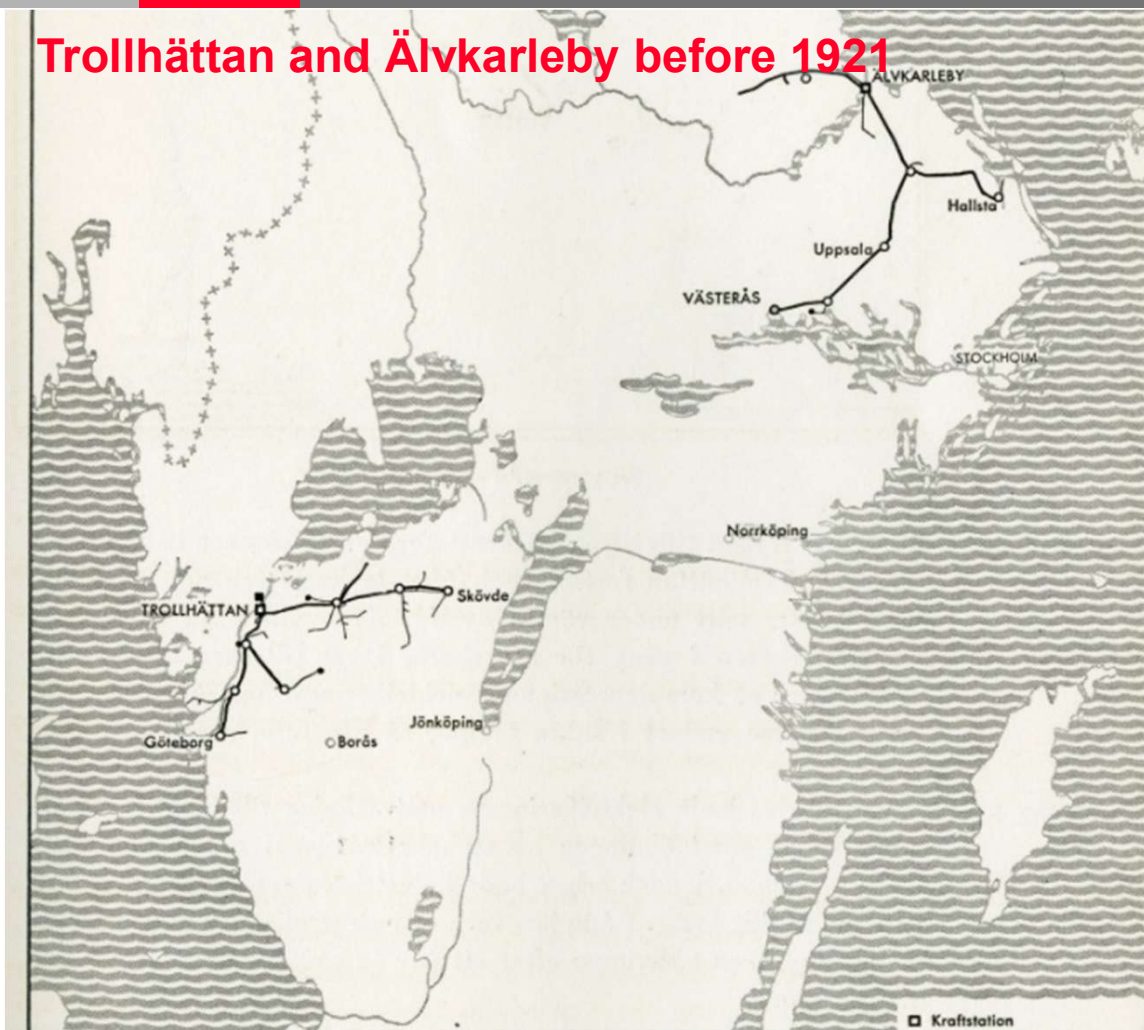 Trollhättan and Älvkarleby before 1921
ÄLVKARLEBY
Hallsta
Uppsala
VÄSTERÅS
STOCKHOLM
Norrköping
Skövde
TROLLHÄTTAN
Jönköping
Göteborg
Borås
Kraftstation